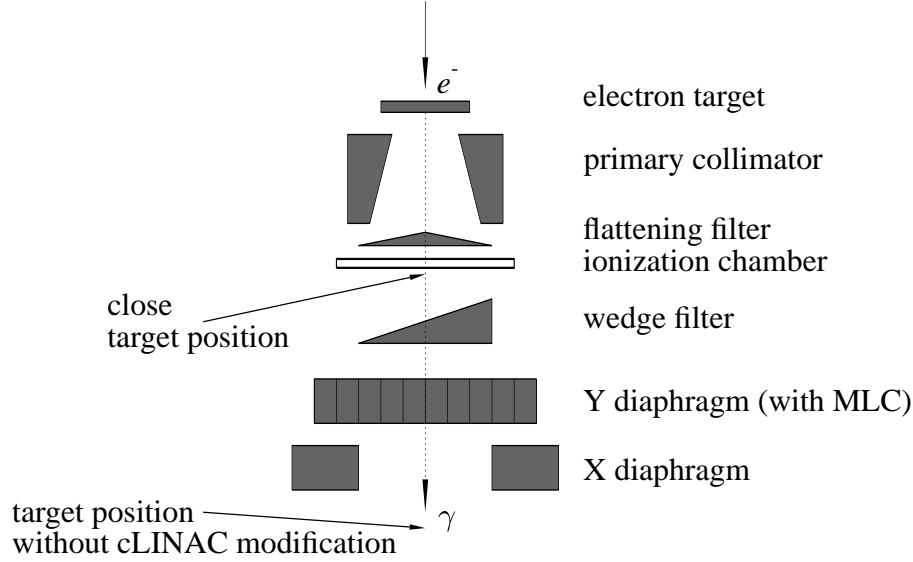 e⁻
electron target
primary collimator
flattening filter
ionization chamber
close
target position
wedge filter
Y diaphragm (with MLC)
X diaphragm
γ
target position
without cLINAC modification